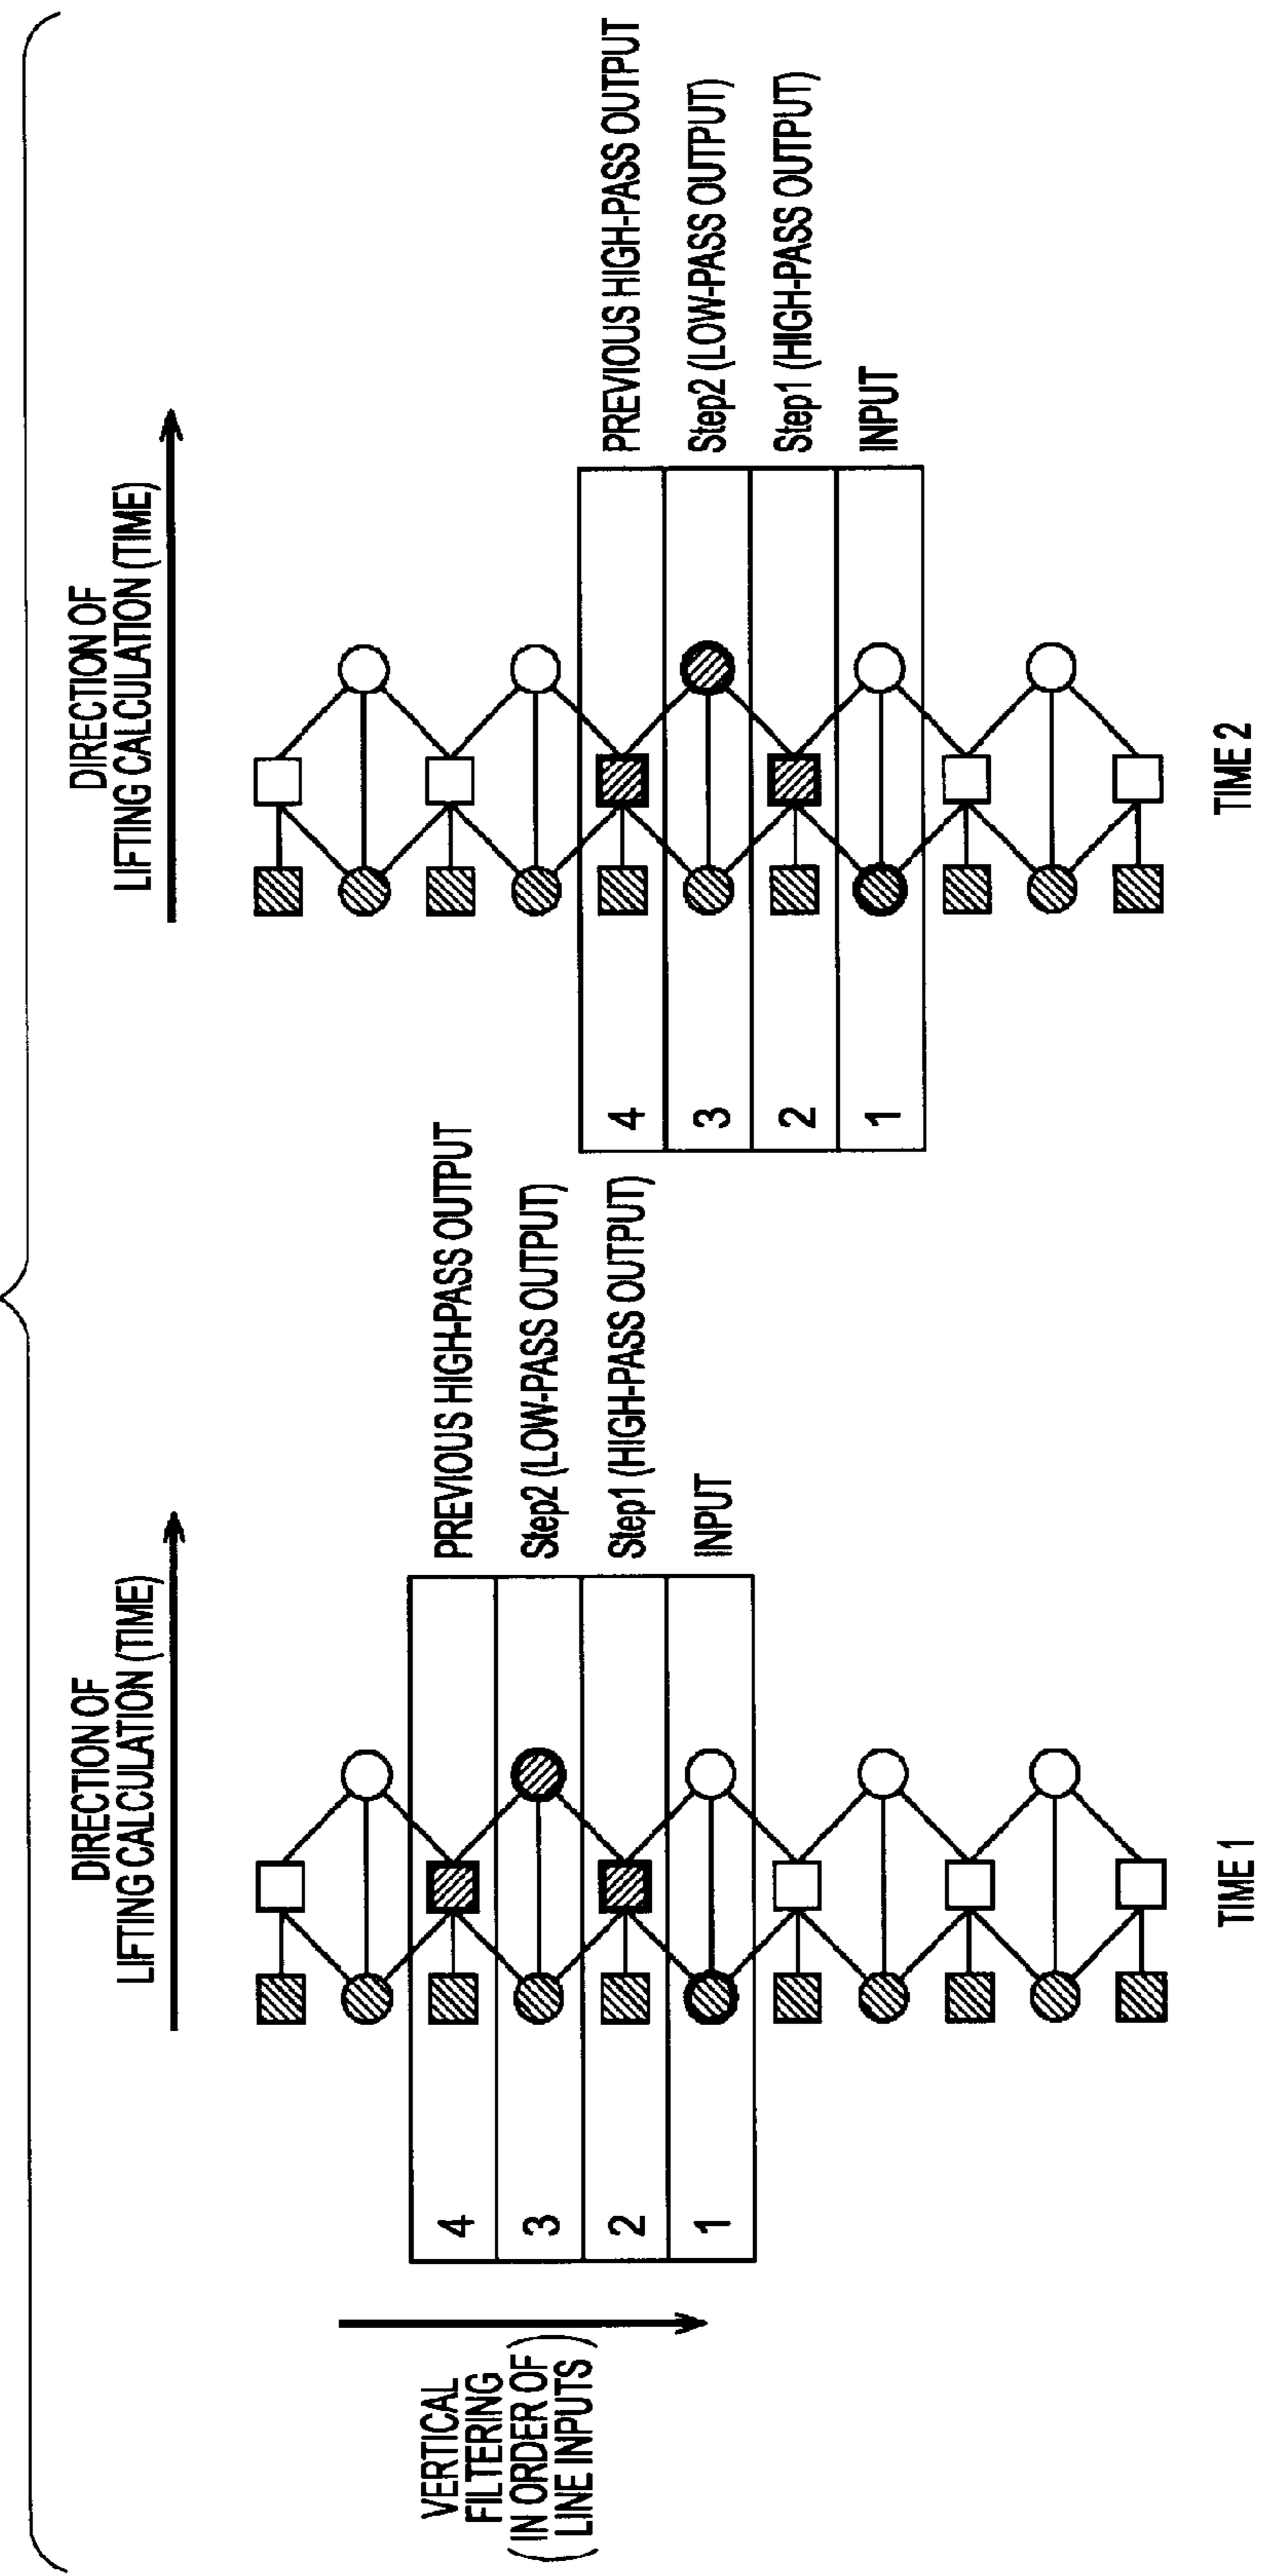 VERTICAL
FILTERING
(IN ORDER OF
LINE INPUTS)
DIRECTION OF
LIFTING CALCULATION (TIME)
4
PREVIOUS HIGH-PASS OUTPUT
3
Step2 (LOW-PASS OUTPUT)
2
Step1 (HIGH-PASS OUTPUT)
1
INPUT
TIME 1
DIRECTION OF
LIFTING CALCULATION (TIME)
4
PREVIOUS HIGH-PASS OUTPUT
3
Step2 (LOW-PASS OUTPUT)
2
Step1 (HIGH-PASS OUTPUT)
1
INPUT
TIME 2